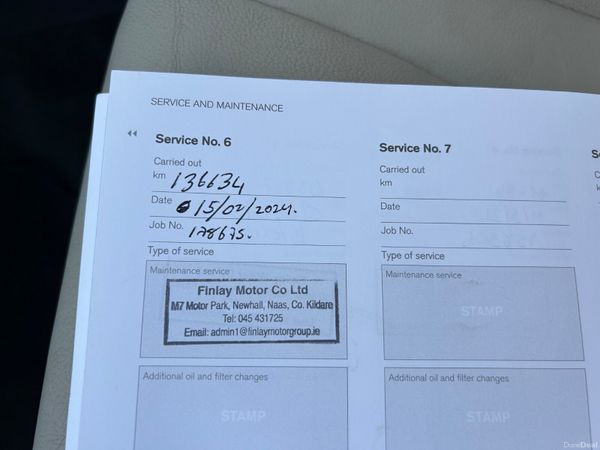 SERVICE AND MAINTENANCE
Service No. 6
Carried out
km 136634
Date 15/02/2024.
Job No. 178675.
Type of service
Maintenance service
Finlay Motor Co Ltd
M7 Motor Park, Newhall, Naas, Co. Kildare
Tel: 045 431725
Email: admin1@finlaymotorgroup.ie
Additional oil and filter changes
STAMP
Service No. 7
Carried out
km
Date
Job No.
Type of service
Maintenance service
STAMP
Additional oil and filter changes
STAMP
DoneDeal